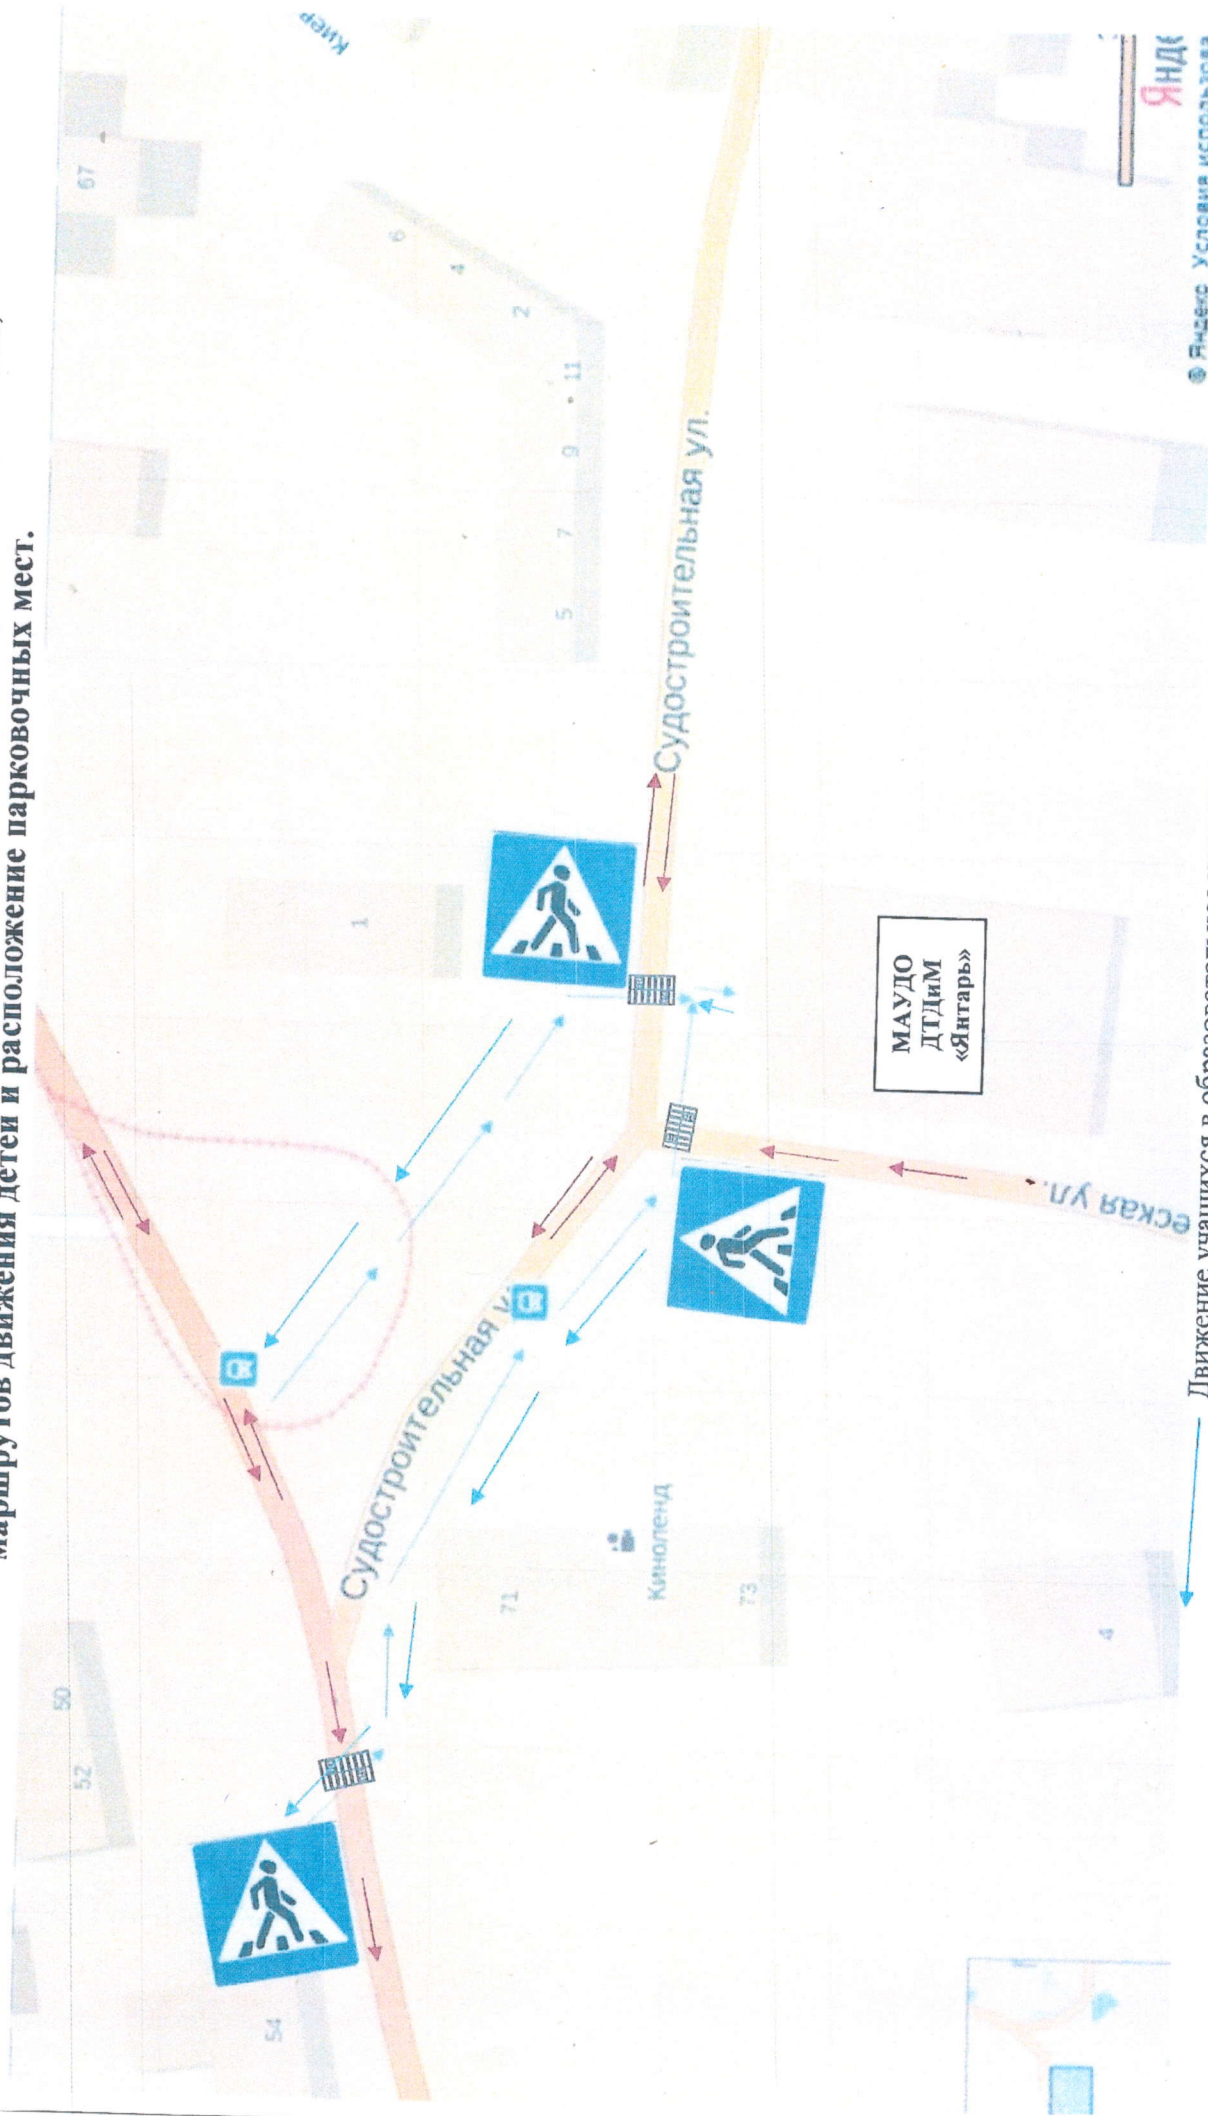 маршрутов движения детей и расположение парковочных мест.
67
6
4
2
11
9
7
5
1
50
52
54
Судостроительная ул.
Судостроительная
МАУДО
ДТДиМ
«Янтарь»
еская ул.
71
Киноленд
73
4
Янде
© Яндекс Условия использова
Движение учащихся в